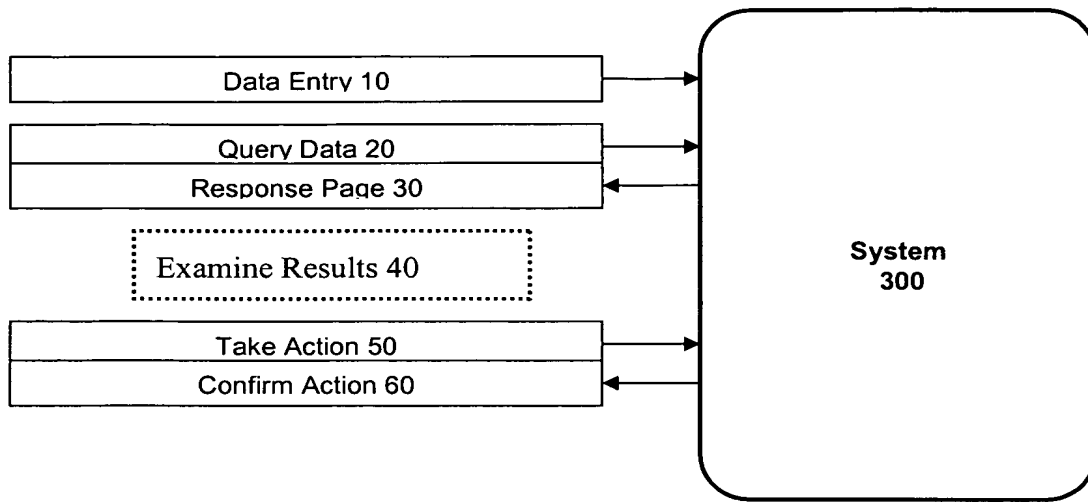 Data Entry 10
Query Data 20
Response Page 30
Examine Results 40
Take Action 50
Confirm Action 60
System
300